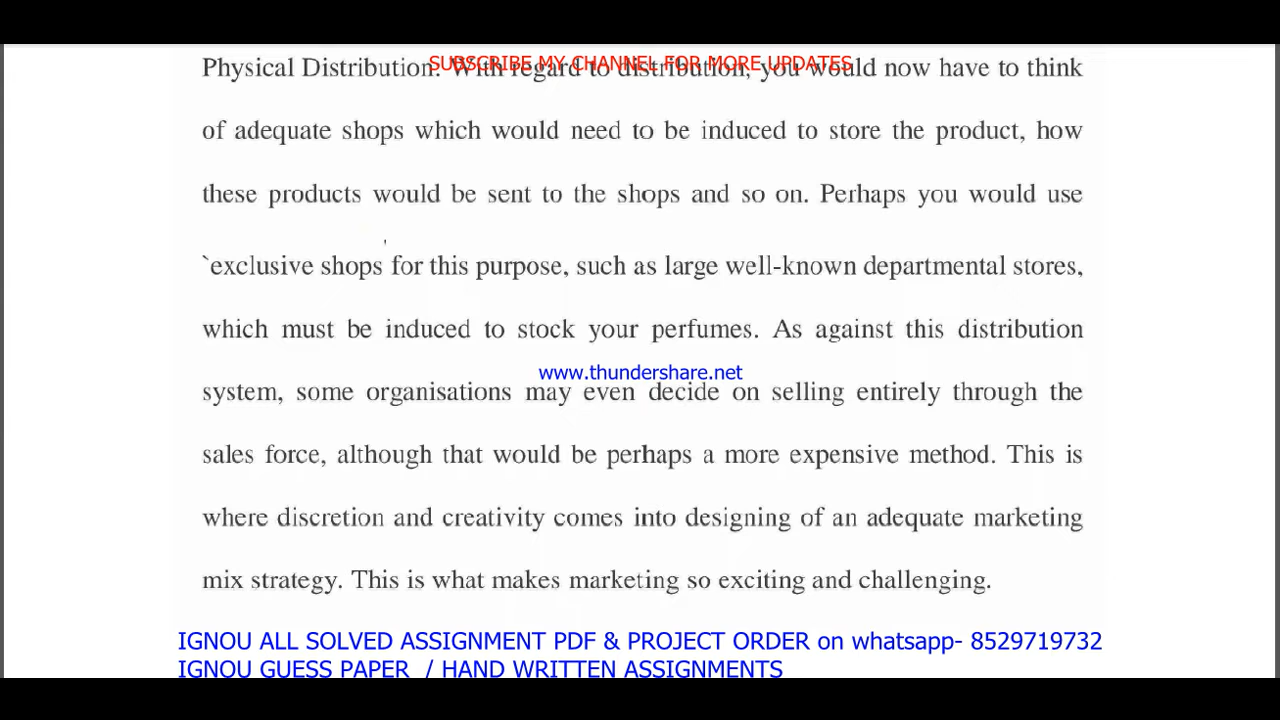 SUBSCRIBE MY CHANNEL FOR MORE UPDATES
Physical Distribution: With regard to distribution, you would now have to think
of adequate shops which would need to be induced to store the product, how
these products would be sent to the shops and so on. Perhaps you would use
`exclusive shops' for this purpose, such as large well-known departmental stores,
which must be induced to stock your perfumes. As against this distribution
www.thundershare.net
system, some organisations may even decide on selling entirely through the
sales force, although that would be perhaps a more expensive method. This is
where discretion and creativity comes into designing of an adequate marketing
mix strategy. This is what makes marketing so exciting and challenging.
IGNOU ALL SOLVED ASSIGNMENT PDF & PROJECT ORDER on whatsapp- 8529719732
IGNOU GUESS PAPER / HAND WRITTEN ASSIGNMENTS